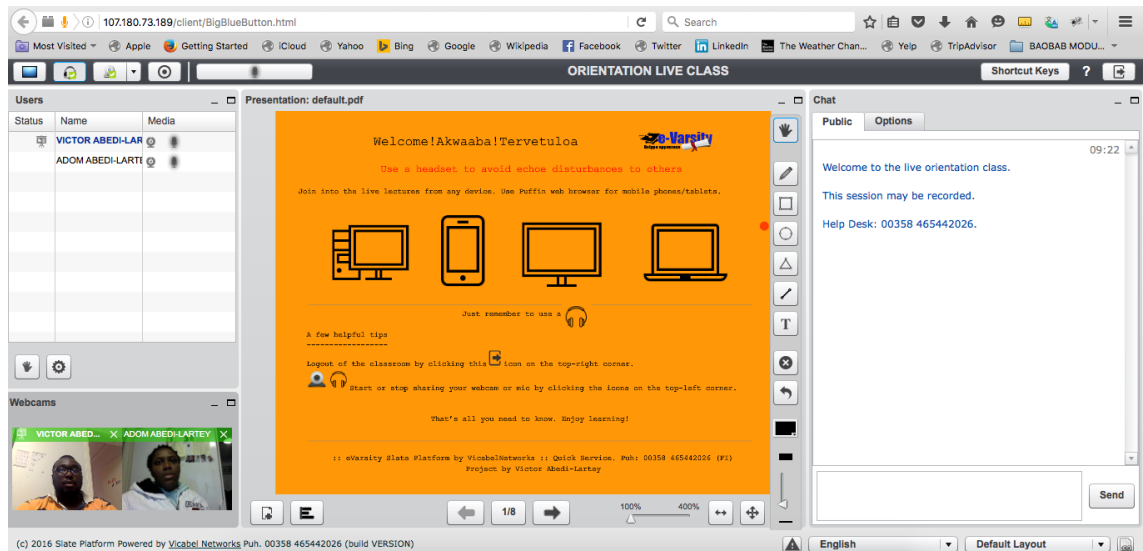 107.180.73.189/client/BigBlueButton.html
Search
Most Visited
Apple
Getting Started
iCloud
Yahoo
Bing
Google
Wikipedia
Facebook
Twitter
LinkedIn
The Weather Chan...
Yelp
TripAdvisor
BAOBAB MODU...
ORIENTATION LIVE CLASS
Shortcut Keys
?
Users
Status Name Media
VICTOR ABEDI-LAR
ADOM ABEDI-LARTE
Webcams
VICTOR ABED...
ADOM ABEDI-LARTEY
Presentation: default.pdf
Welcome!Akwaaba!Tervetuloa
e-Varsity
Use a headset to avoid echoe disturbances to others
Join into the live lectures from any device. Use Puffin web browser for mobile phones/tablets.
Just remember to use a
A few helpful tips
------------------
Logout of the classroom by clicking this icon on the top-right corner.
Start or stop sharing your webcam or mic by clicking the icons on the top-left corner.
That's all you need to know. Enjoy learning!
:: eVarsity Slate Platform by VicabelNetworks :: Quick Service. Puh: 00358 465442026 (FI)
Project by Victor Abedi-Lartey
T
1/8
100%
400%
Chat
Public
Options
09:22
Welcome to the live orientation class.
This session may be recorded.
Help Desk: 00358 465442026.
Send
(c) 2016 Slate Platform Powered by Vicabel Networks Puh. 00358 465442026 (build VERSION)
English
Default Layout